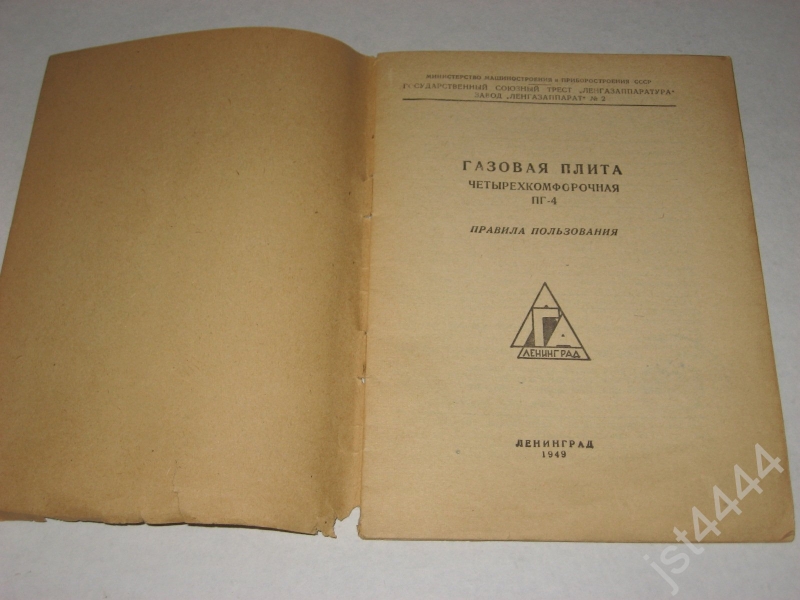 МИНИСТЕРСТВО МАШИНОСТРОЕНИЯ и ПРИБОРОСТРОЕНИЯ СССР
ГОСУДАРСТВЕННЫЙ СОЮЗНЫЙ ТРЕСТ „ЛЕНГАЗАППАРАТУРА"
ЗАВОД „ЛЕНГАЗАППАРАТ" № 2
ГАЗОВАЯ ПЛИТА
ЧЕТЫРЕХКОМФОРОЧНАЯ
ПГ-4
ПРАВИЛА ПОЛЬЗОВАНИЯ
ЛГА
ЛЕНИНГРАД
ЛЕНИНГРАД
1949
jst4444